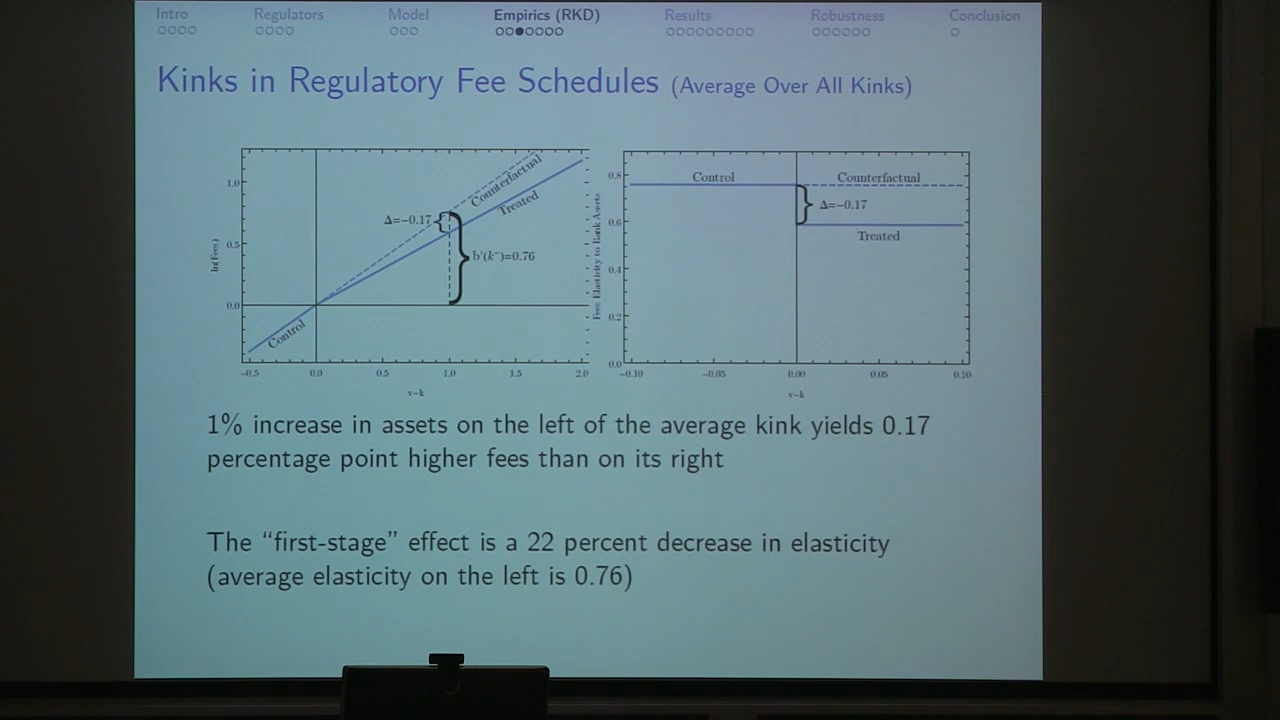 Intro Regulators Model Empirics (RKD) Results Robustness Conclusion
Kinks in Regulatory Fee Schedules (Average Over All Kinks)
ln(Fees)
1.0
0.5
0.0
-0.5 0.0 0.5 1.0 1.5 2.0
v-k
Control
Counterfactual
Treated
Δ=-0.17
b'(k⁻)=0.76
Fees Elasticity to Bank Assets
0.8
0.6
0.4
0.2
0.0
-0.10 -0.05 0.00 0.05 0.10
v-k
Control
Counterfactual
Δ=-0.17
Treated
1% increase in assets on the left of the average kink yields 0.17
percentage point higher fees than on its right
The “first-stage” effect is a 22 percent decrease in elasticity
(average elasticity on the left is 0.76)